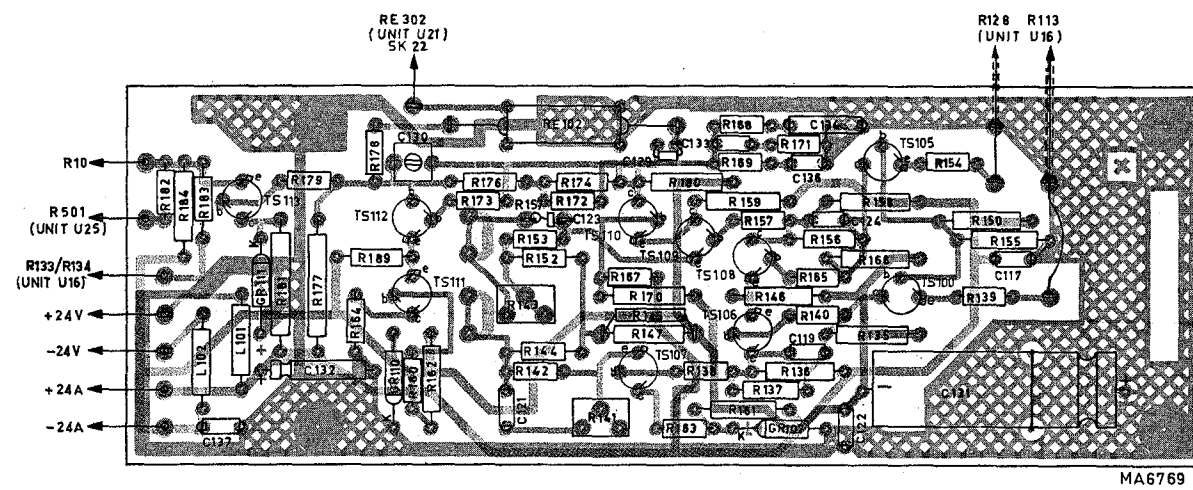 RE 302
(UNIT U21)
SK 22
R128 R113
(UNIT U16)
R10
R501
(UNIT U25)
R133/R134
(UNIT U16)
+24V
-24V
+24A
-24A
R182
R184
R183
TS113
R179
R178
C130
RE102
R168
C133
C129
R169
R171
C136
TS105
R154
R176
R174
R180
R173
R172
TS112
C123
TS110
R159
R157
C124
R150
R153
R152
R156
R155
TS109
TS108
R165
R166
C117
R189
TS111
R167
R170
R146
TS100
R139
GR111
R177
R164
TS106
R140
R147
C119
R135
L102
L101
C132
GR110
R160
R162
R144
R142
TS107
R138
R136
R137
C121
R141
R161
R163
C122
C131
C137
e
b
c
K
+
-
MA6769